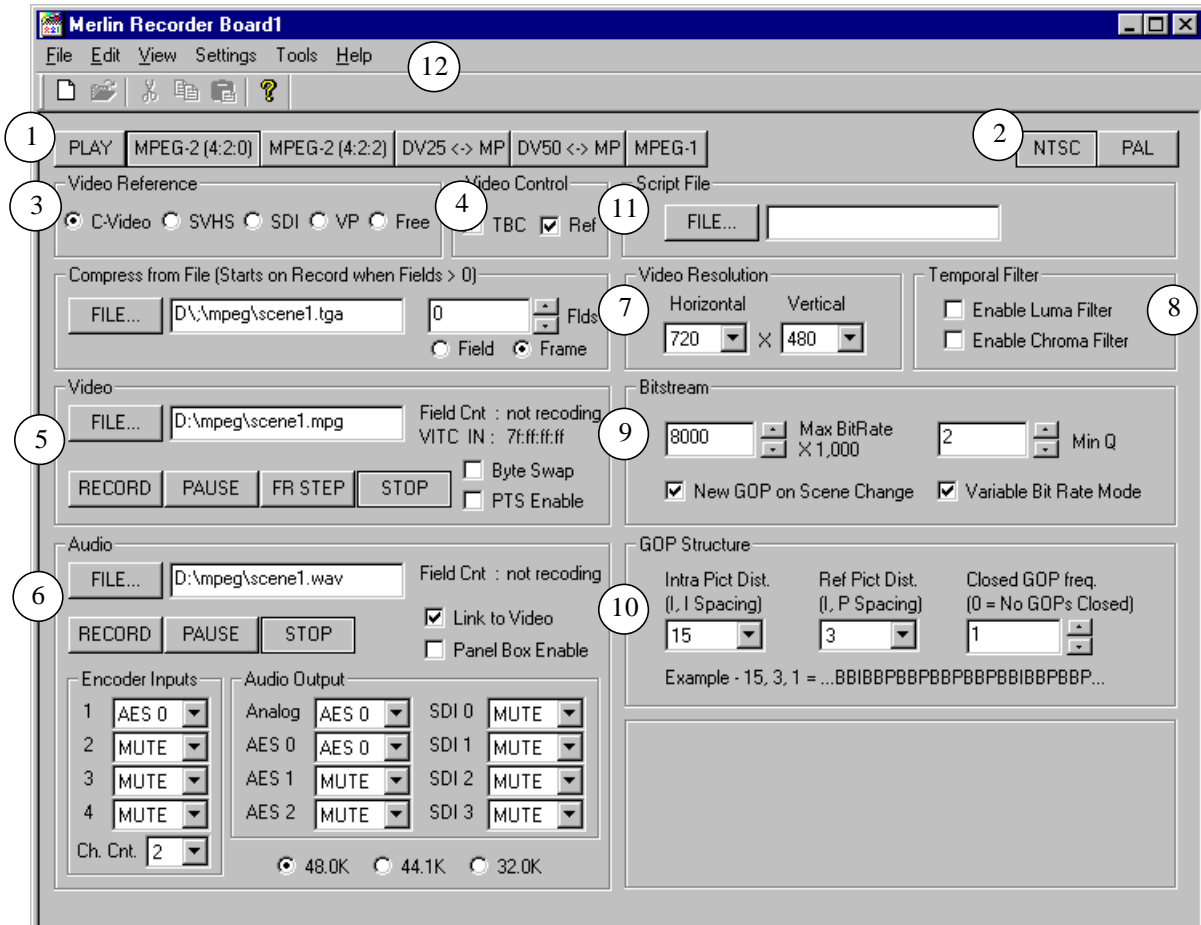 Merlin Recorder Board1
File Edit View Settings Tools Help
12
1
PLAY MPEG-2 (4:2:0) MPEG-2 (4:2:2) DV25 <-> MP DV50 <-> MP MPEG-1
2
NTSC PAL
Video Reference
3
C-Video SVHS SDI VP Free
Video Control
4
TBC Ref
Script File
11
FILE...
Compress from File (Starts on Record when Fields > 0)
FILE... D\;\mpeg\scene1.tga 0 Flds
Field Frame
Video Resolution
7
Horizontal Vertical
720 X 480
Temporal Filter
8
Enable Luma Filter
Enable Chroma Filter
Video
5
FILE... D:\mpeg\scene1.mpg
Field Cnt : not recoding
VITC IN : 7f:ff:ff:ff
Byte Swap
PTS Enable
RECORD PAUSE FR STEP STOP
Bitstream
9
8000 Max BitRate
X 1,000
2 Min Q
New GOP on Scene Change Variable Bit Rate Mode
Audio
6
FILE... D:\mpeg\scene1.wav Field Cnt : not recoding
Link to Video
Panel Box Enable
RECORD PAUSE STOP
Encoder Inputs
1 AES 0
2 MUTE
3 MUTE
4 MUTE
Ch. Cnt. 2
Audio Output
Analog AES 0 SDI 0 MUTE
AES 0 AES 0 SDI 1 MUTE
AES 1 MUTE SDI 2 MUTE
AES 2 MUTE SDI 3 MUTE
48.0K 44.1K 32.0K
GOP Structure
10
Intra Pict Dist. Ref Pict Dist. Closed GOP freq.
(I, I Spacing) (I, P Spacing) (0 = No GOPs Closed)
15 3 1
Example - 15, 3, 1 = ...BBIBBPBBPBBPBBPBBIBBPBBP...